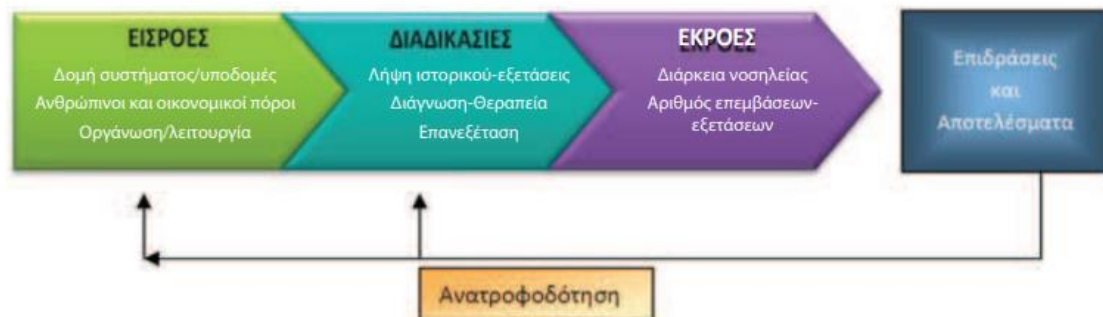 ΕΙΣΡΟΕΣ
Δομή συστήματος/υποδομές
Ανθρώπινοι και οικονομικοί πόροι
Οργάνωση/λειτουργία
ΔΙΑΔΙΚΑΣΙΕΣ
Λήψη ιστορικού-εξετάσεις
Διάγνωση-Θεραπεία
Επανεξέταση
ΕΚΡΟΕΣ
Διάρκεια νοσηλείας
Αριθμός επεμβάσεων-
εξετάσεων
Επιδράσεις
και
Αποτελέσματα
Ανατροφοδότηση